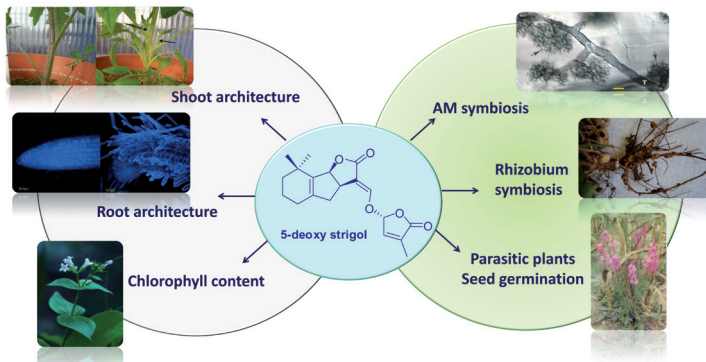 Shoot architecture
AM symbiosis
Root architecture
Rhizobium
symbiosis
O
O
O
O
O
5-deoxy strigol
Chlorophyll content
Parasitic plants
Seed germination